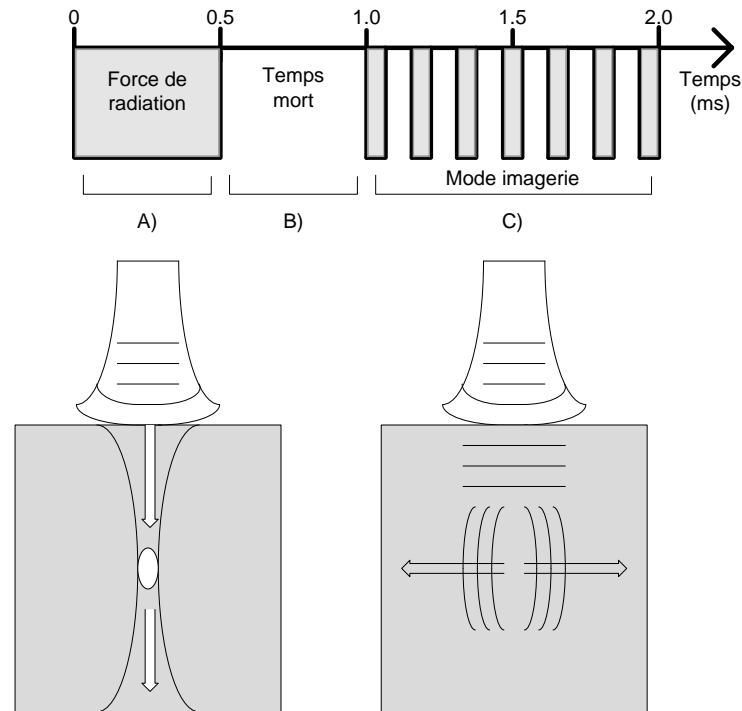 0 0.5 1.0 1.5 2.0
Force de
radiation
Temps
mort
Temps
(ms)
Mode imagerie
A) B) C)